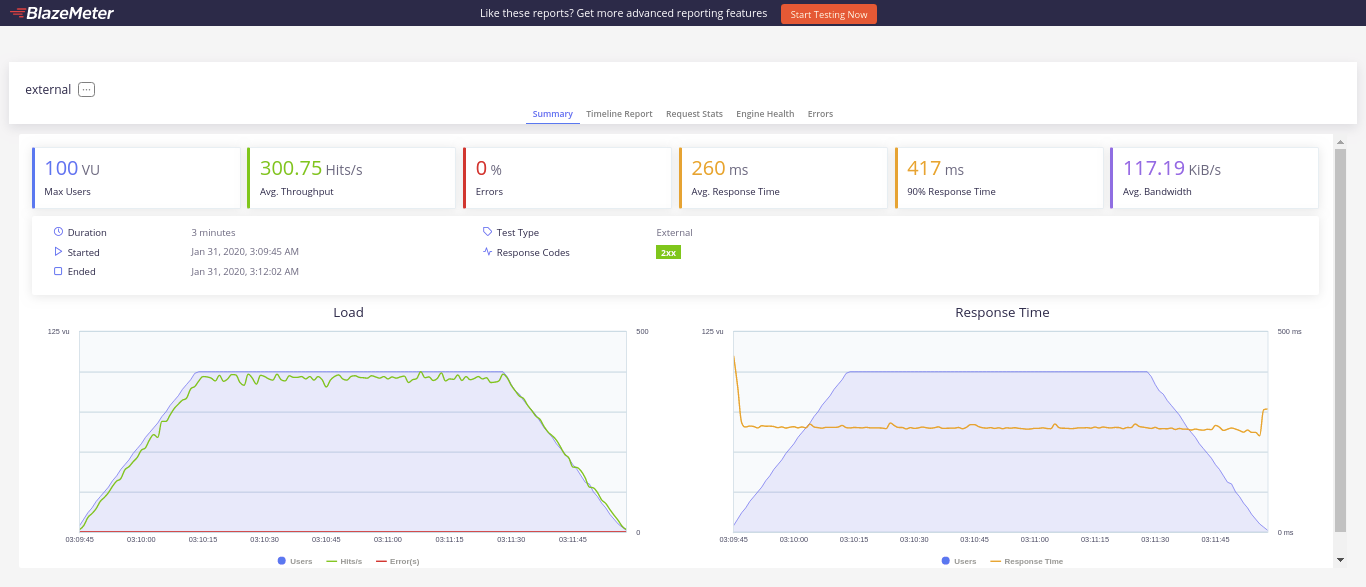 BlazeMeter
Like these reports? Get more advanced reporting features
Start Testing Now
external
Summary Timeline Report Request Stats Engine Health Errors
100 VU
Max Users
300.75 Hits/s
Avg. Throughput
0 %
Errors
260 ms
Avg. Response Time
417 ms
90% Response Time
117.19 KiB/s
Avg. Bandwidth
Duration 3 minutes
Started Jan 31, 2020, 3:09:45 AM
Ended Jan 31, 2020, 3:12:02 AM
Test Type External
Response Codes 2xx
Load
125 vu 500
0
03:09:45 03:10:00 03:10:15 03:10:30 03:10:45 03:11:00 03:11:15 03:11:30 03:11:45
Users Hits/s Error(s)
Response Time
125 vu 500 ms
0 ms
03:09:45 03:10:00 03:10:15 03:10:30 03:10:45 03:11:00 03:11:15 03:11:30 03:11:45
Users Response Time